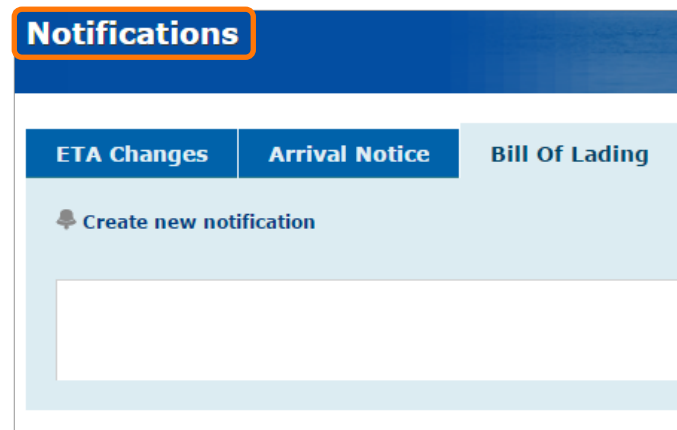 Notifications
ETA Changes Arrival Notice Bill Of Lading
Create new notification